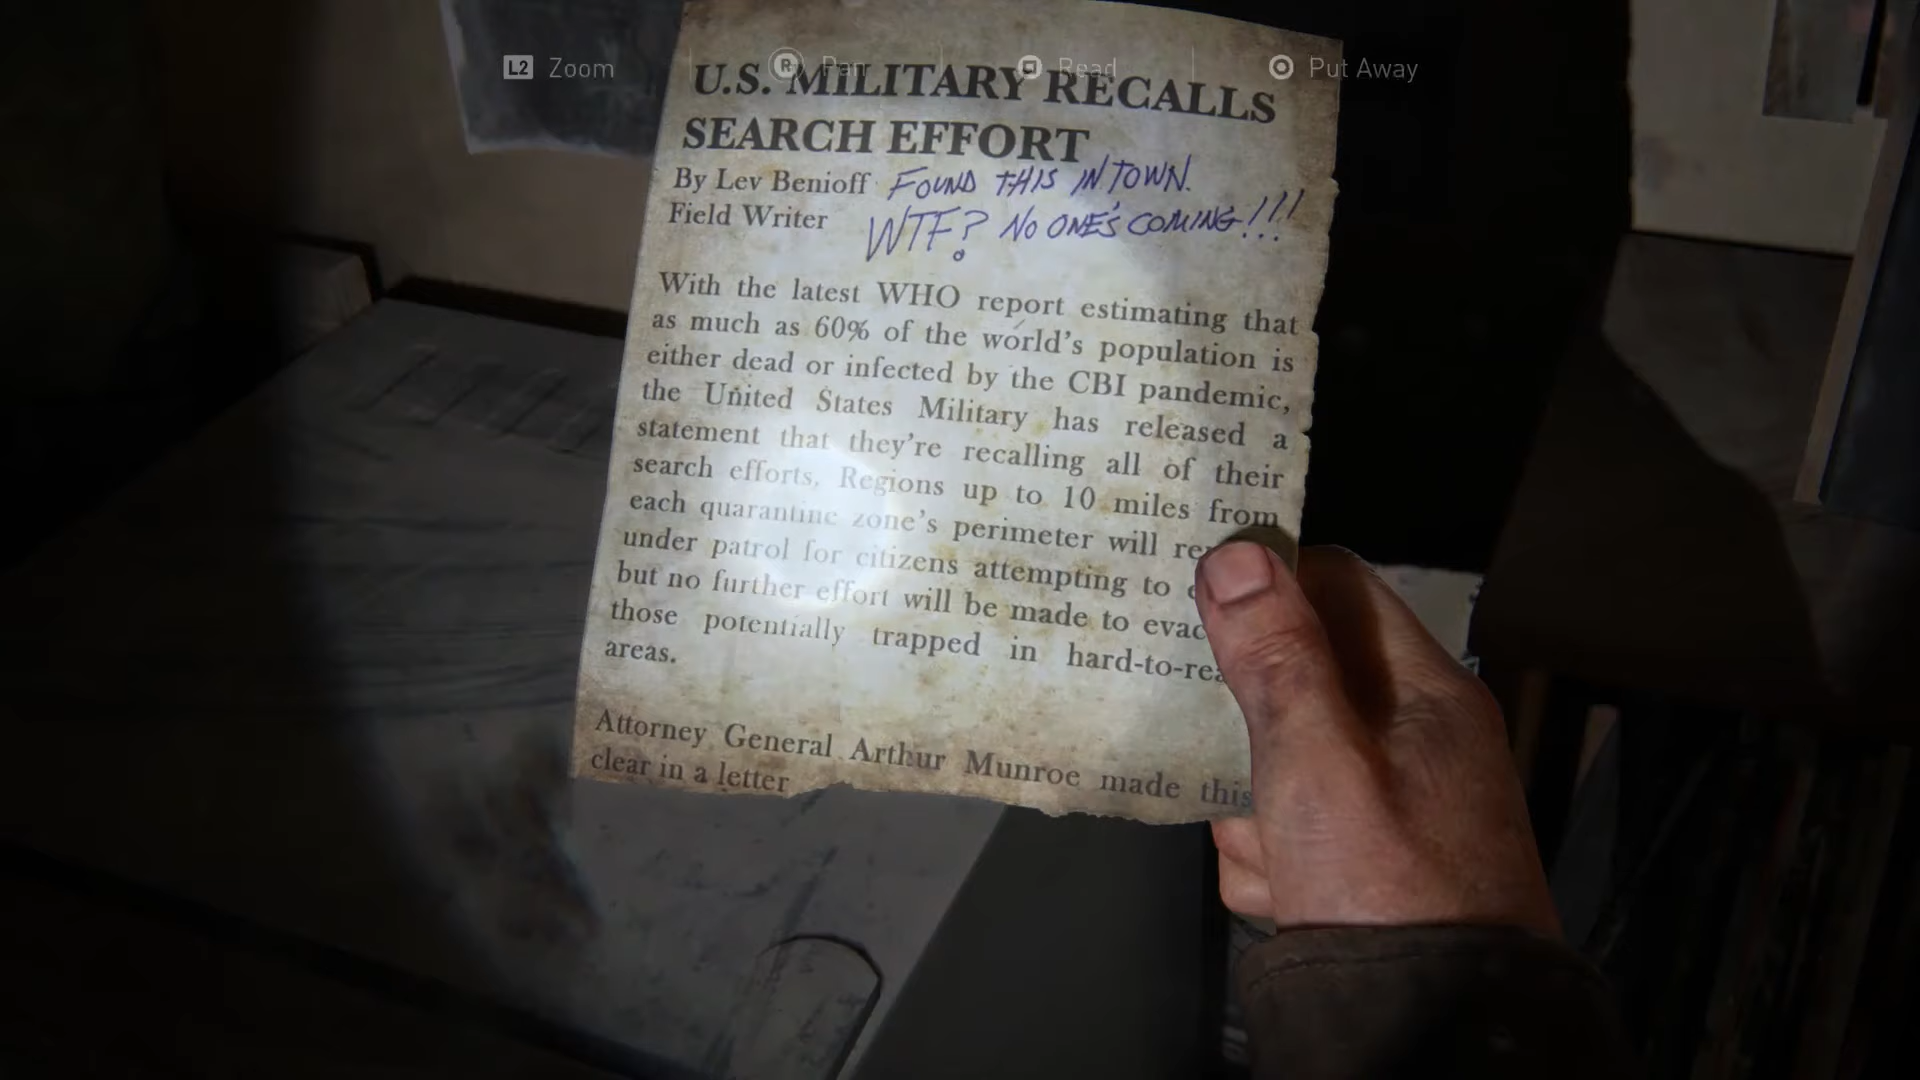 L2 Zoom
R Pan
Read
Put Away
U.S. MILITARY RECALLS
SEARCH EFFORT
By Lev Benioff
Field Writer
FOUND THIS IN TOWN.
WTF? NO ONE'S COMING!!!
With the latest WHO report estimating that
as much as 60% of the world's population is
either dead or infected by the CBI pandemic,
the United States Military has released a
statement that they're recalling all of their
search efforts. Regions up to 10 miles from
each quarantine zone's perimeter will
under patrol for citizens attempting to
but no further effort will be made to
those potentially trapped in
areas.
Attorney General Arthur Munroe made this
clear in a letter